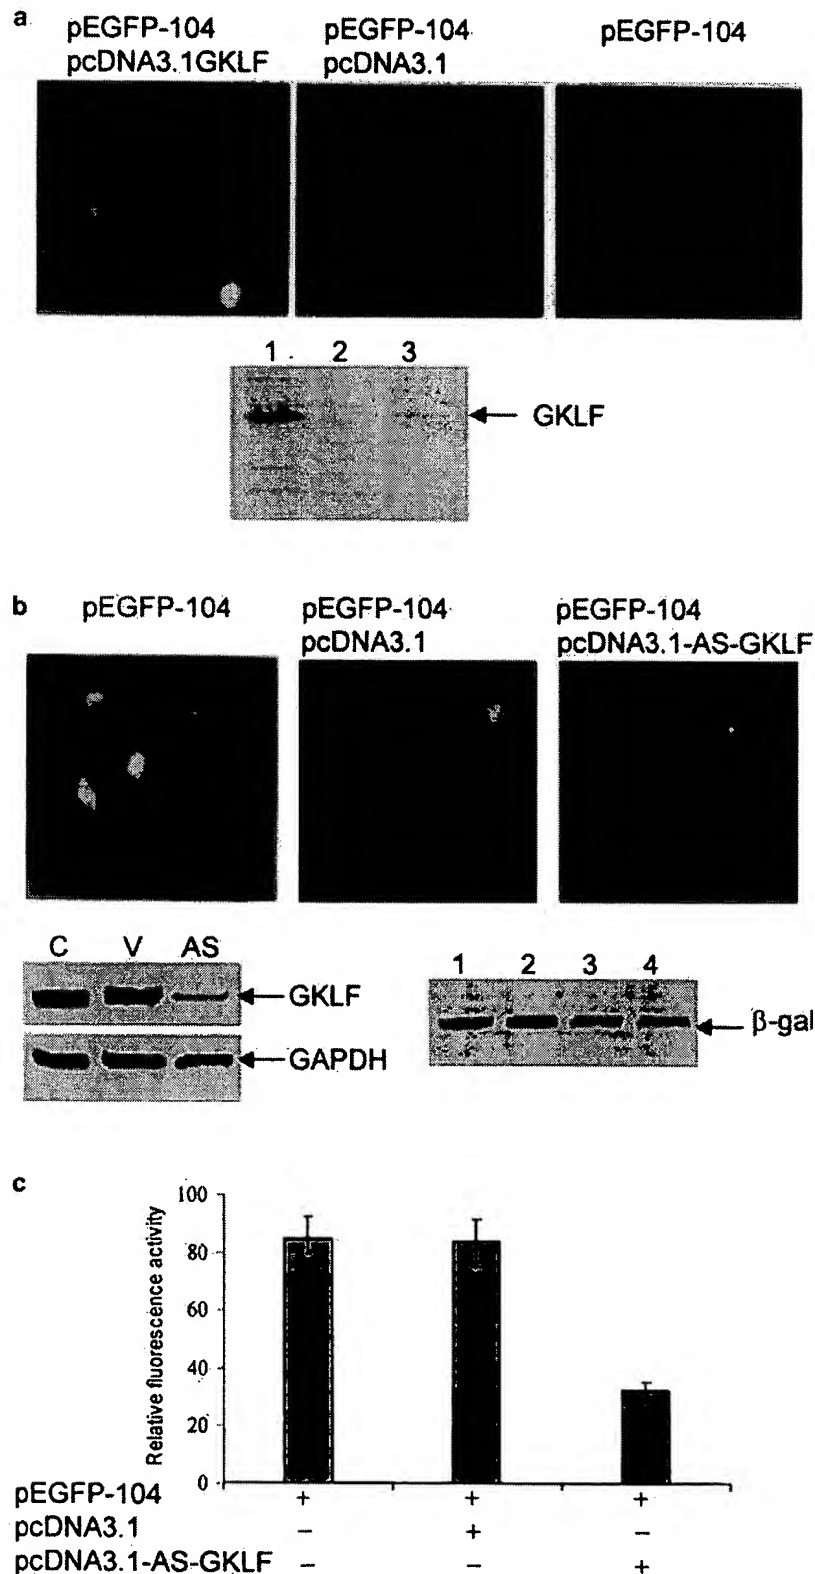 a
pEGFP-104 pEGFP-104 pEGFP-104
pcDNA3.1GKLF pcDNA3.1
1 2 3
GKLF
b
pEGFP-104 pEGFP-104 pEGFP-104
pcDNA3.1 pcDNA3.1-AS-GKLF
C V AS
GKLF
GAPDH
1 2 3 4
β-gal
c
Relative fluorescence activity
100
80
60
40
20
0
pEGFP-104 + + +
pcDNA3.1 − + −
pcDNA3.1-AS-GKLF − − +